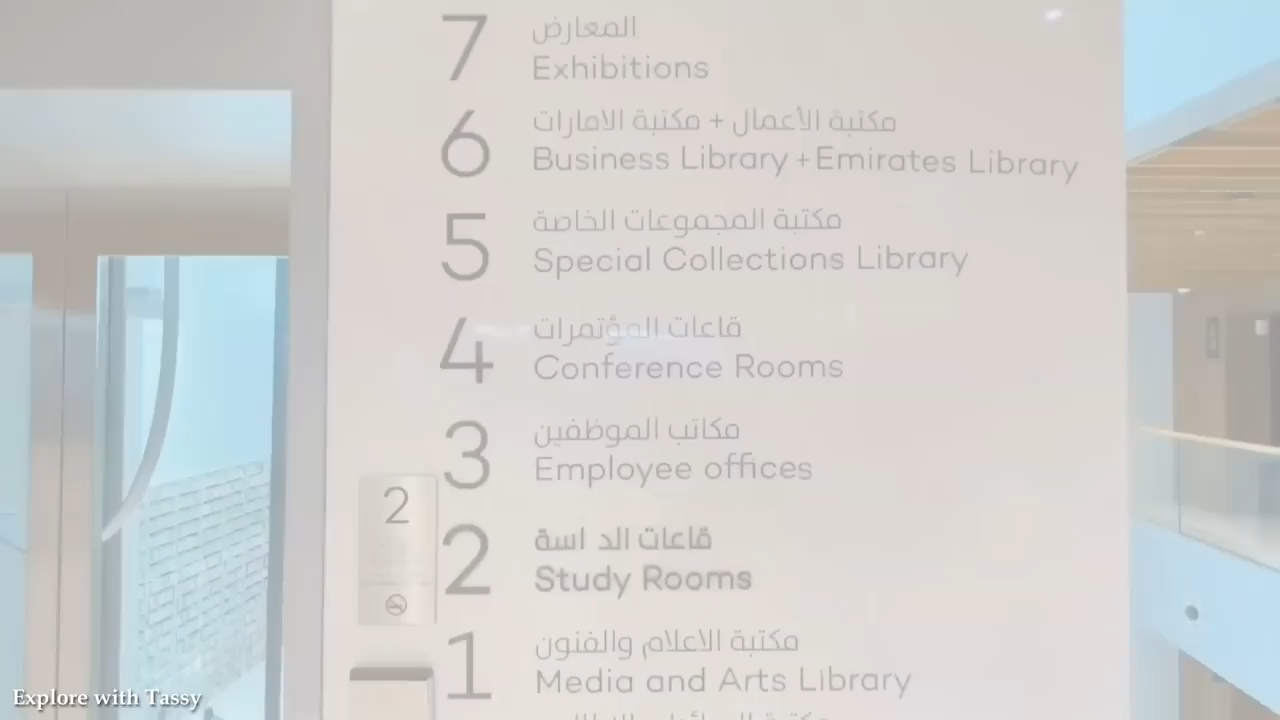 7
المعارض
Exhibitions
6
مكتبة الأعمال + مكتبة الامارات
Business Library + Emirates Library
5
مكتبة المجموعات الخاصة
Special Collections Library
4
قاعات المؤتمرات
Conference Rooms
3
مكاتب الموظفين
Employee offices
2
2
قاعات الد اسة
Study Rooms
1
مكتبة الاعلام والفنون
Media and Arts Library
Explore with Tassy